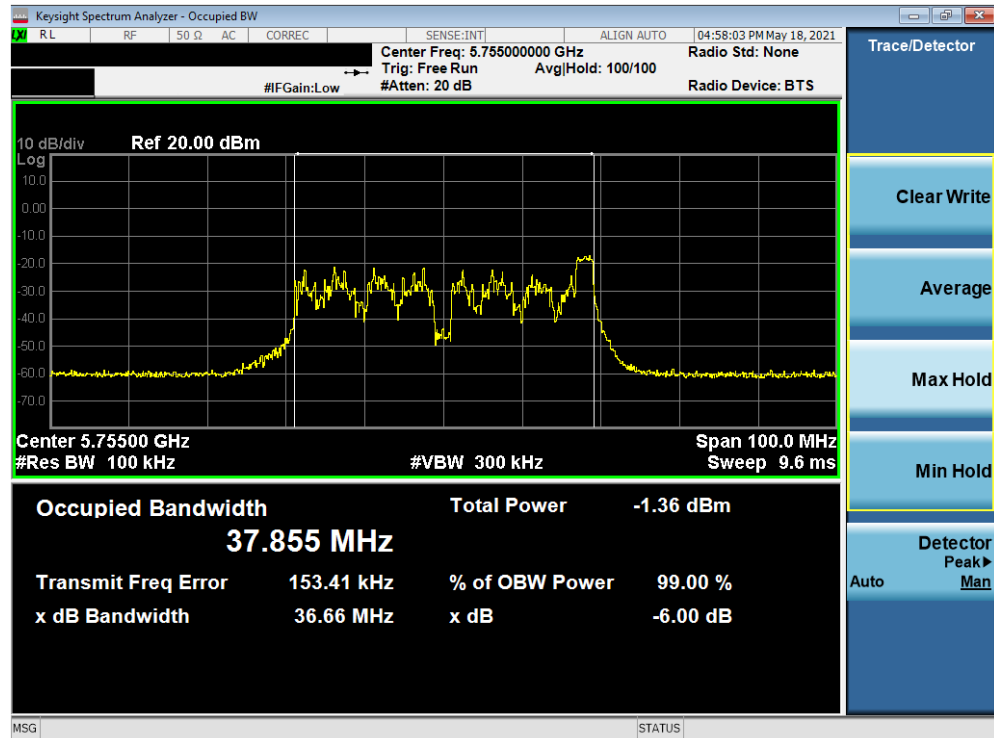 Keysight Spectrum Analyzer - Occupied BW
LXI RL RF 50 Ω AC CORREC SENSE:INT ALIGN AUTO 04:58:03 PM May 18, 2021
Center Freq: 5.755000000 GHz Radio Std: None
Trig: Free Run Avg|Hold: 100/100
#IFGain:Low #Atten: 20 dB Radio Device: BTS
10 dB/div Ref 20.00 dBm
Log
10.0
0.00
-10.0
-20.0
-30.0
-40.0
-50.0
-60.0
-70.0
Center 5.75500 GHz Span 100.0 MHz
#Res BW 100 kHz #VBW 300 kHz Sweep 9.6 ms
Occupied Bandwidth Total Power -1.36 dBm
37.855 MHz
Transmit Freq Error 153.41 kHz % of OBW Power 99.00 %
x dB Bandwidth 36.66 MHz x dB -6.00 dB
MSG STATUS
Trace/Detector
Clear Write
Average
Max Hold
Min Hold
Detector
Peak▶
Auto Man